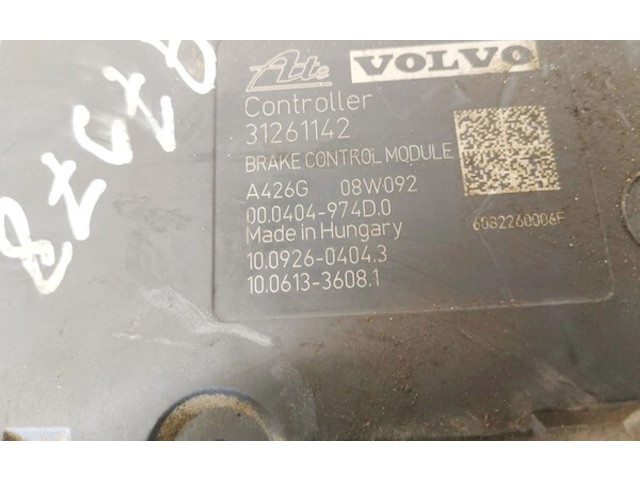 Ate VOLVO
Controller
31261142
BRAKE CONTROL MODULE
A426G 08W092
00.0404-974D.0
Made in Hungary
6082260006F
10.0926-0404.3
10.0613-3608.1